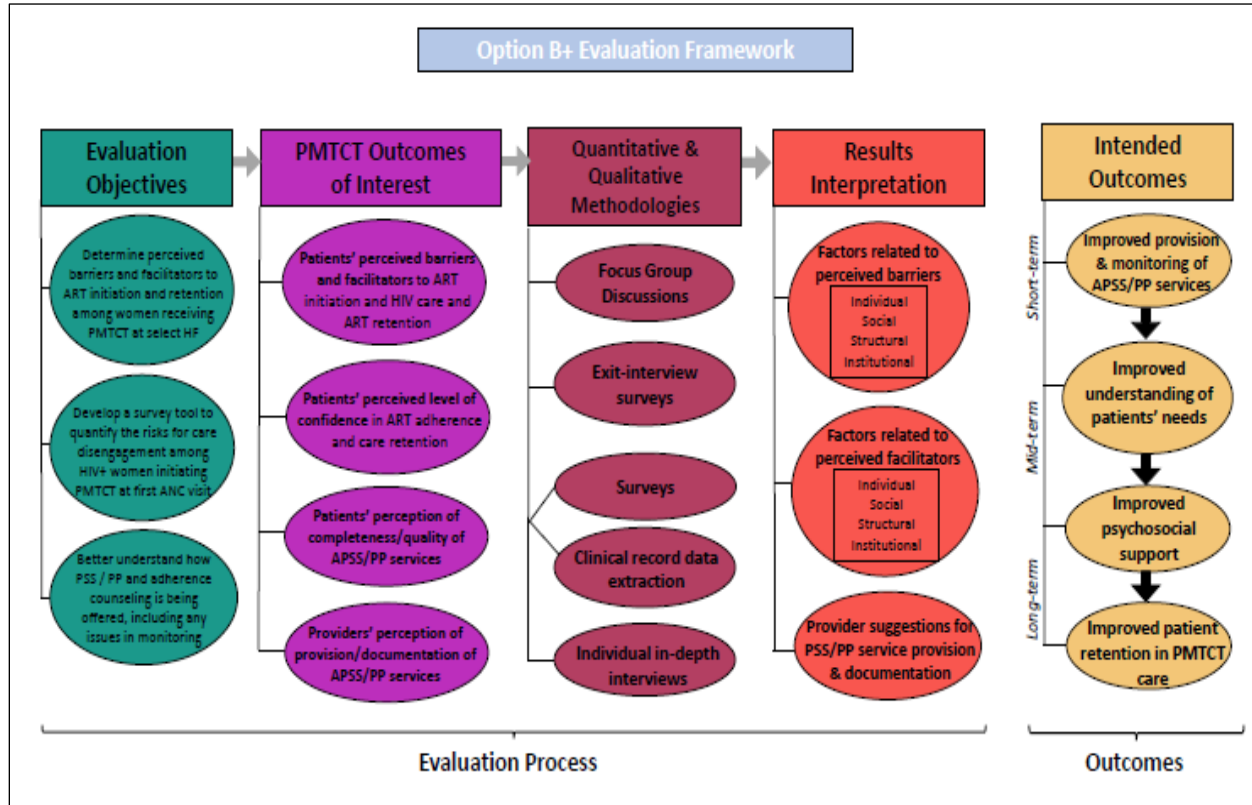 Option B+ Evaluation Framework
Evaluation
Objectives
Determine perceived
barriers and facilitators to
ART initiation and retention
among women receiving
PMTCT at select HF
Develop a survey tool to
quantify the risks for care
disengagement among
HIV+ women initiating
PMTCT at first ANC visit
Better understand how
PSS / PP and adherence
counseling is being
offered, including any
issues in monitoring
PMTCT Outcomes
of Interest
Patients' perceived barriers
and facilitators to ART
initiation and HIV care and
ART retention
Patients' perceived level of
confidence in ART adherence
and care retention
Patients' perception of
completeness/quality of
APSS/PP services
Providers' perception of
provision/documentation of
APSS/PP services
Quantitative &
Qualitative
Methodologies
Focus Group
Discussions
Exit-interview
surveys
Surveys
Clinical record data
extraction
Individual in-depth
interviews
Results
Interpretation
Factors related to
perceived barriers
Individual
Social
Structural
Institutional
Factors related to
perceived facilitators
Individual
Social
Structural
Institutional
Provider suggestions for
PSS/PP service provision
& documentation
Intended
Outcomes
Short-term
Improved provision
& monitoring of
APSS/PP services
Mid-term
Improved
understanding of
patients' needs
Improved
psychosocial
support
Long-term
Improved patient
retention in PMTCT
care
Evaluation Process
Outcomes